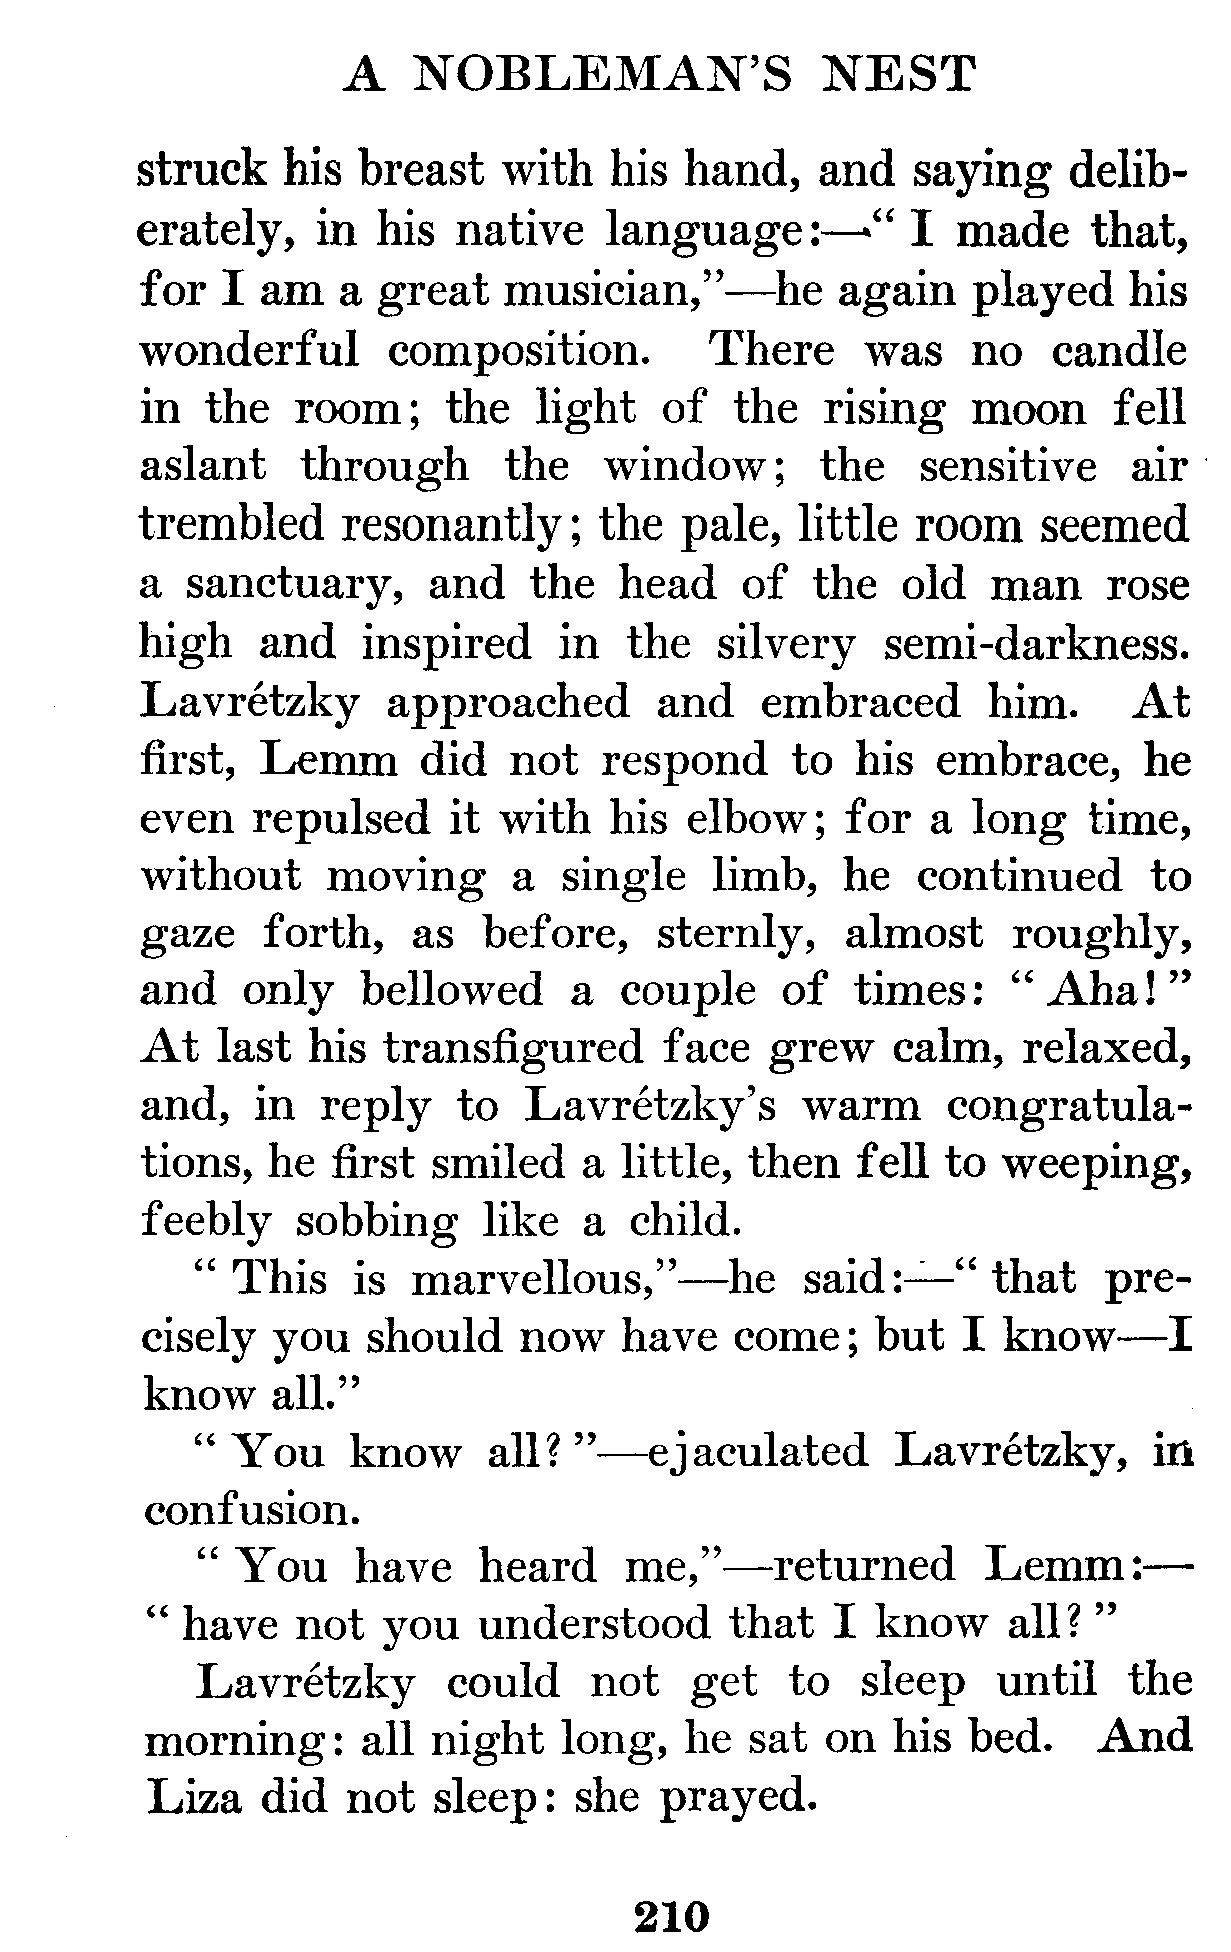 A NOBLEMAN'S NEST
struck his breast with his hand, and saying delib-
erately, in his native language:—“ I made that,
for I am a great musician,”—he again played his
wonderful composition. There was no candle
in the room; the light of the rising moon fell
aslant through the window; the sensitive air
trembled resonantly; the pale, little room seemed
a sanctuary, and the head of the old man rose
high and inspired in the silvery semi-darkness.
Lavrétzky approached and embraced him. At
first, Lemm did not respond to his embrace, he
even repulsed it with his elbow; for a long time,
without moving a single limb, he continued to
gaze forth, as before, sternly, almost roughly,
and only bellowed a couple of times: “ Aha! ”
At last his transfigured face grew calm, relaxed,
and, in reply to Lavrétzky’s warm congratula-
tions, he first smiled a little, then fell to weeping,
feebly sobbing like a child.
“ This is marvellous,”—he said:—“ that pre-
cisely you should now have come; but I know—I
know all.”
“ You know all? ”—ejaculated Lavrétzky, in
confusion.
“ You have heard me,”—returned Lemm:—
“ have not you understood that I know all? ”
Lavrétzky could not get to sleep until the
morning: all night long, he sat on his bed. And
Liza did not sleep: she prayed.
210